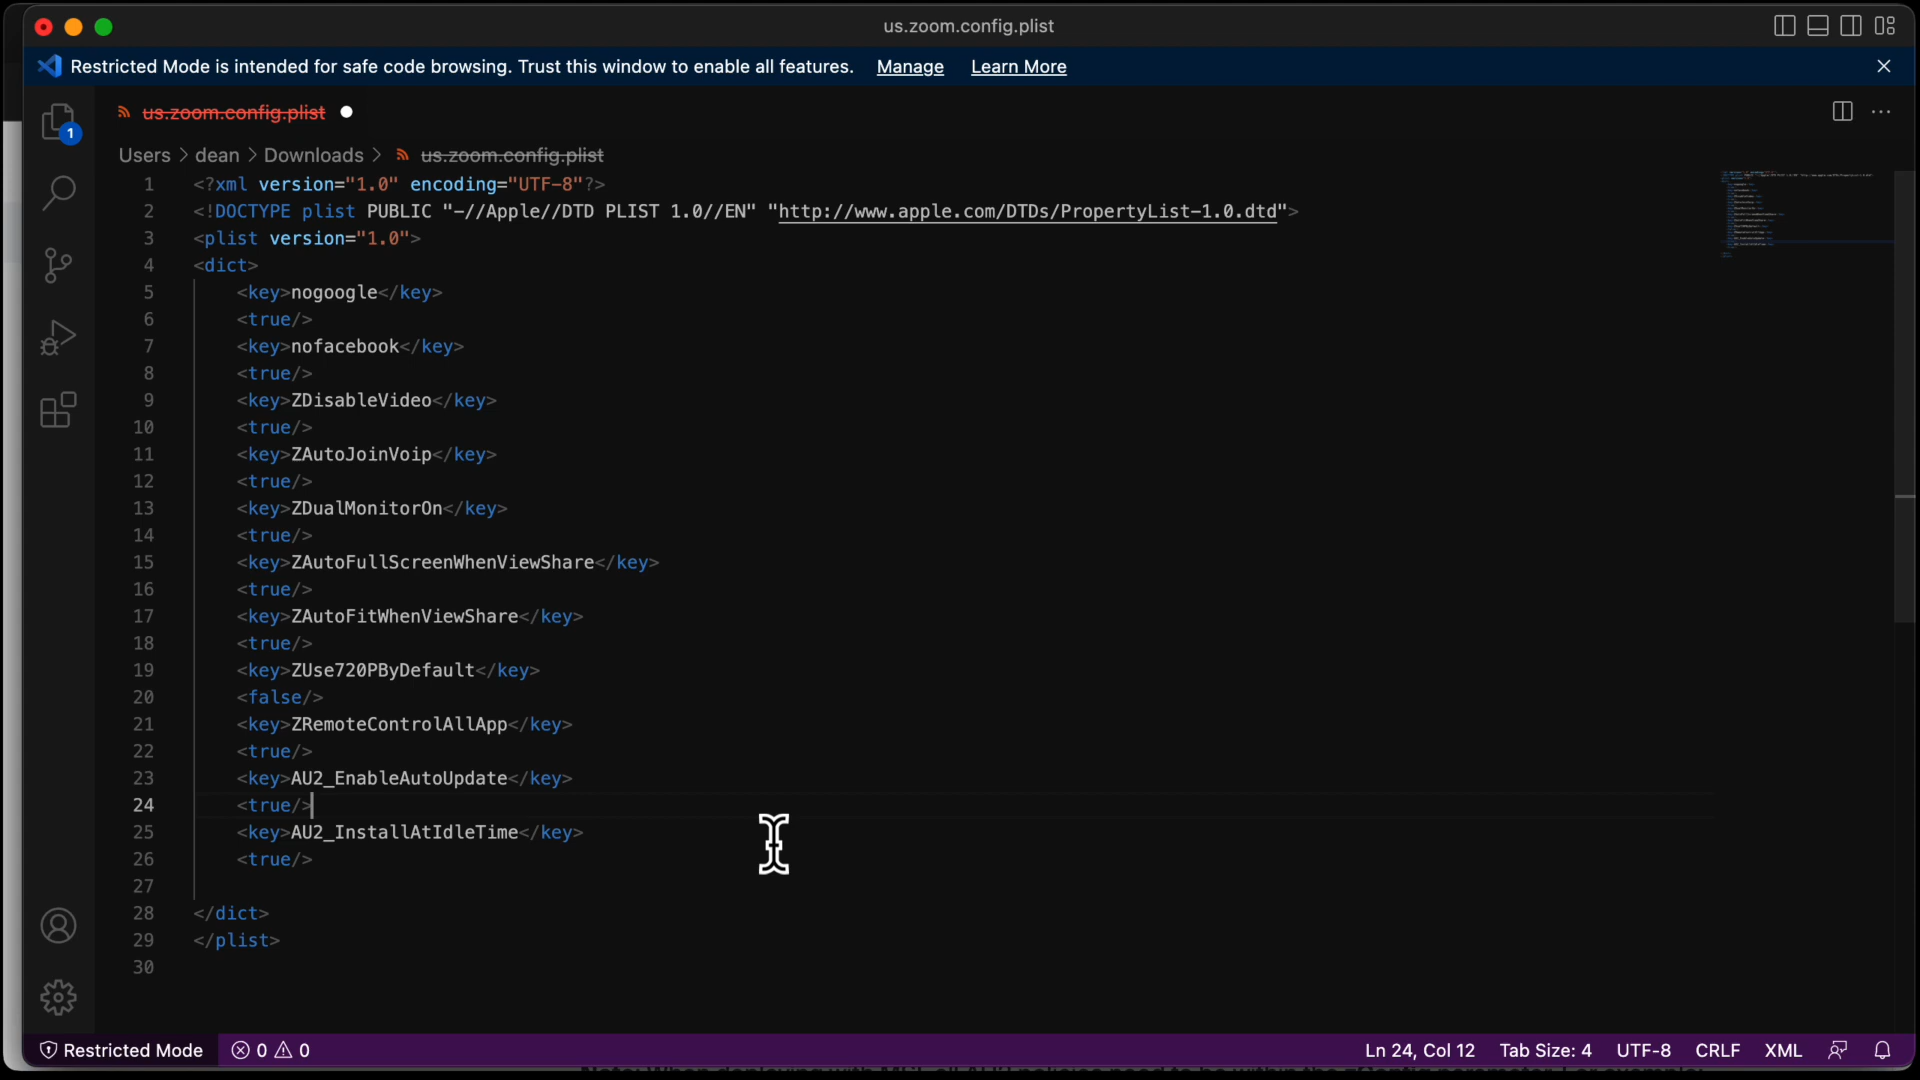 us.zoom.config.plist
Restricted Mode is intended for safe code browsing. Trust this window to enable all features. Manage Learn More
us.zoom.config.plist
1
Users > dean > Downloads > us.zoom.config.plist
1 <?xml version="1.0" encoding="UTF-8"?>
2 <!DOCTYPE plist PUBLIC "-//Apple//DTD PLIST 1.0//EN" "http://www.apple.com/DTDs/PropertyList-1.0.dtd">
3 <plist version="1.0">
4 <dict>
5 <key>nogoogle</key>
6 <true/>
7 <key>nofacebook</key>
8 <true/>
9 <key>ZDisableVideo</key>
10 <true/>
11 <key>ZAutoJoinVoip</key>
12 <true/>
13 <key>ZDualMonitorOn</key>
14 <true/>
15 <key>ZAutoFullScreenWhenViewShare</key>
16 <true/>
17 <key>ZAutoFitWhenViewShare</key>
18 <true/>
19 <key>ZUse720PByDefault</key>
20 <false/>
21 <key>ZRemoteControlAllApp</key>
22 <true/>
23 <key>AU2_EnableAutoUpdate</key>
24 <true/>
25 <key>AU2_InstallAtIdleTime</key>
26 <true/>
27
28 </dict>
29 </plist>
30
Restricted Mode 0 0 Ln 24, Col 12 Tab Size: 4 UTF-8 CRLF XML